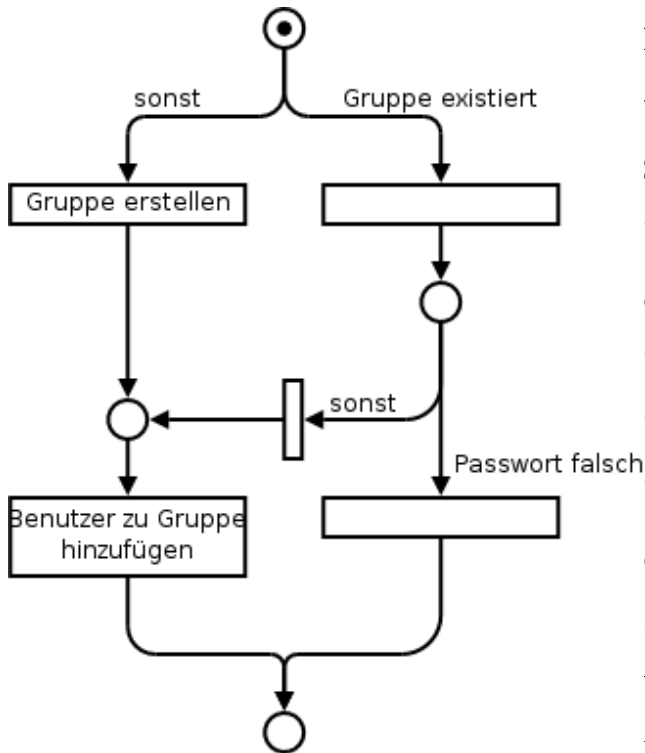 sonst
Gruppe existiert
Gruppe erstellen
sonst
Passwort falsch
Benutzer zu Gruppe
hinzufügen